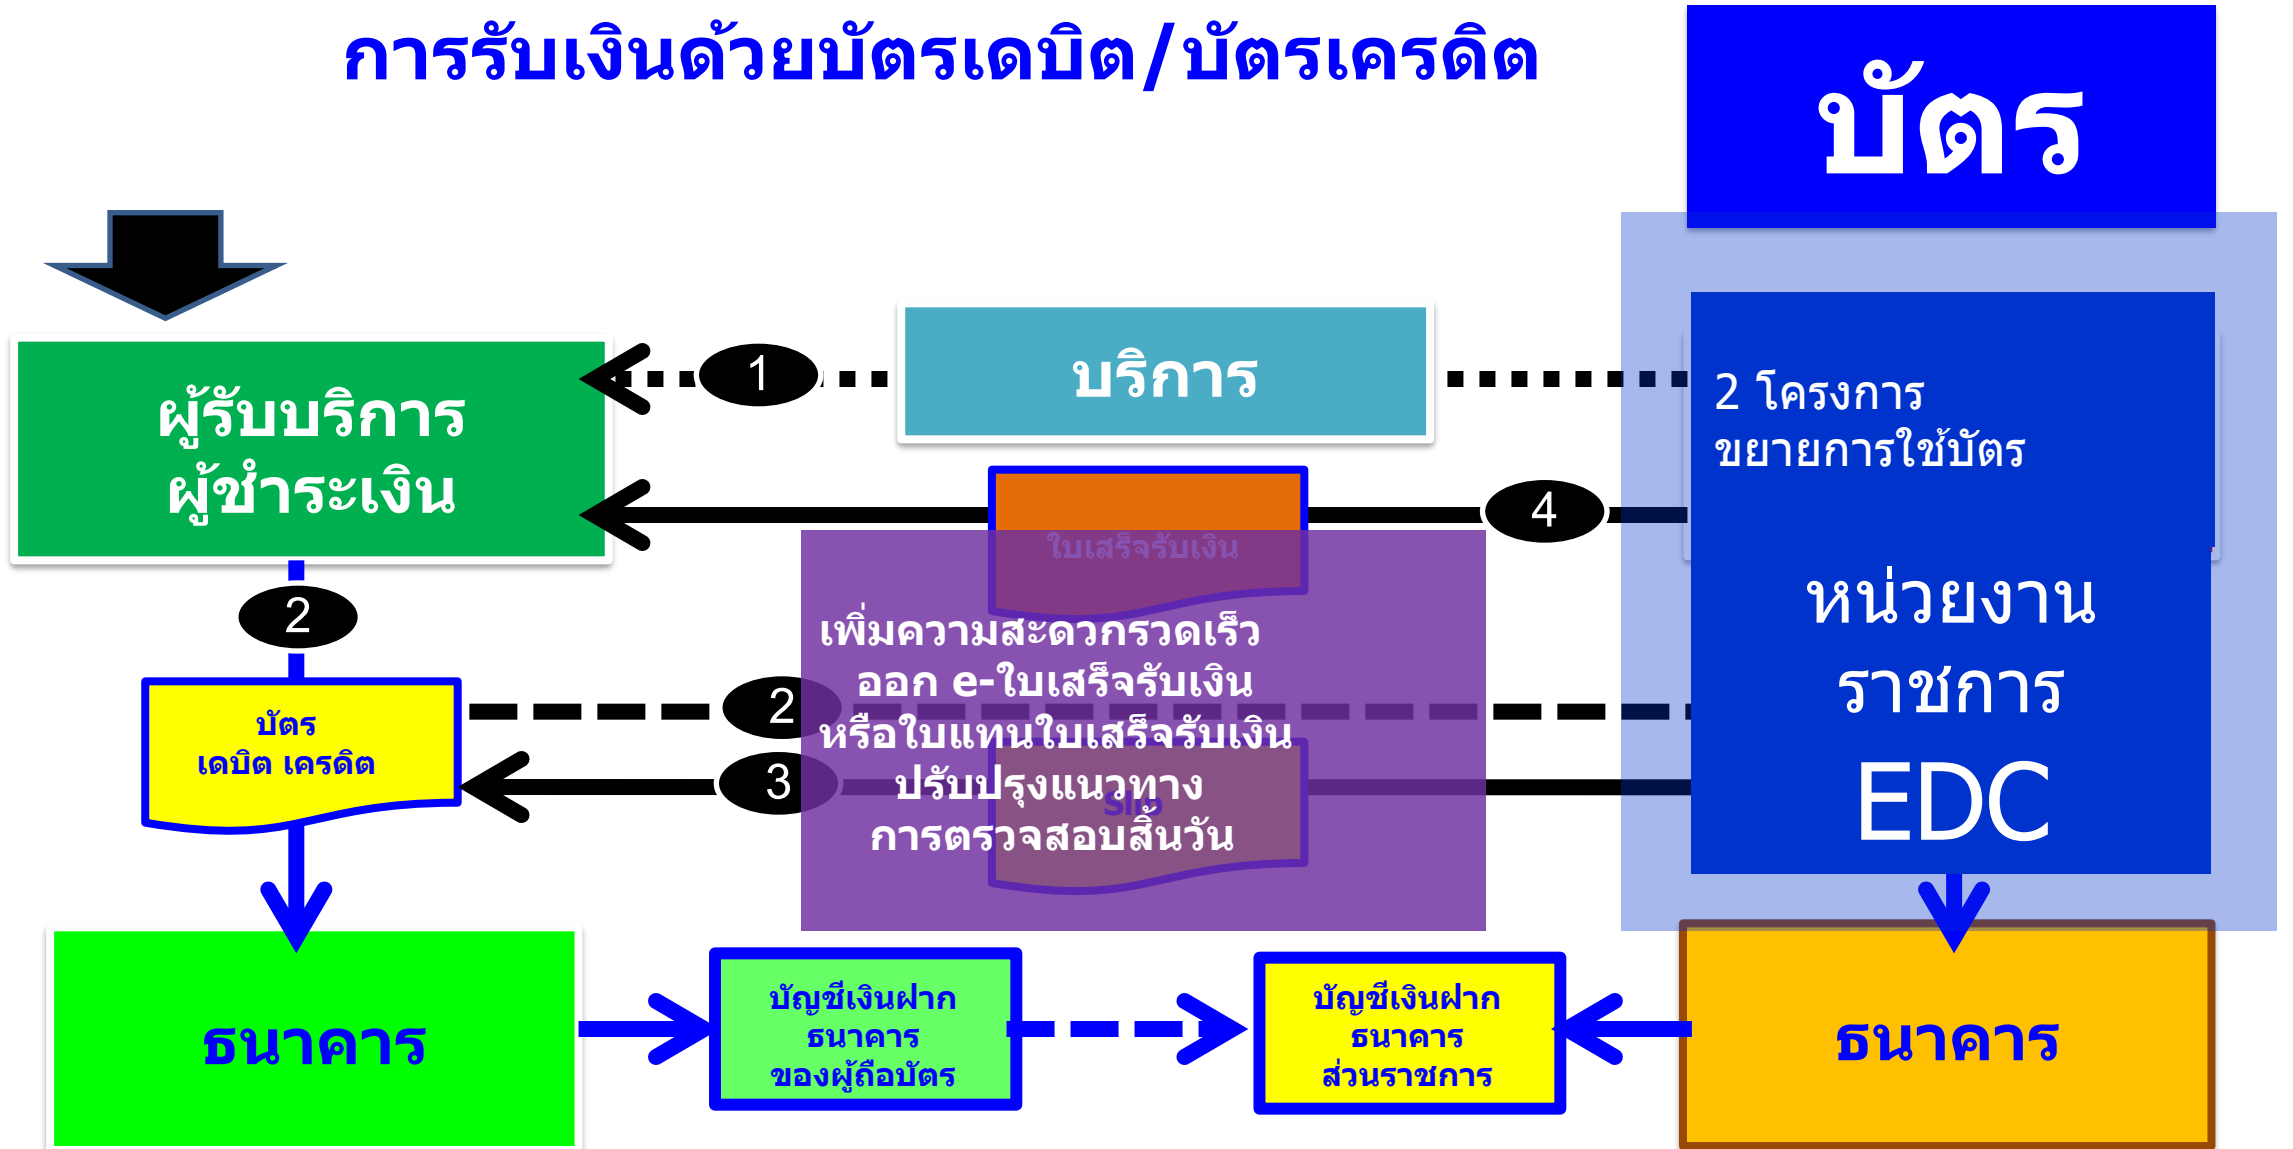 การรับเงินด้วยบัตรเดบิต/บัตรเครดิต
บัตร
ผู้รับบริการ
ผู้ชำระเงิน
1
บริการ
2 โครงการ
ขยายการใช้บัตร
4
ใบเสร็จรับเงิน
หน่วยงาน
ราชการ
EDC
2
บัตร
เดบิต เครดิต
2
3
เพิ่มความสะดวกรวดเร็ว
ออก e-ใบเสร็จรับเงิน
หรือใบแทนใบเสร็จรับเงิน
ปรับปรุงแนวทาง
การตรวจสอบสิ้นวัน
Slip
ธนาคาร
บัญชีเงินฝาก
ธนาคาร
ของผู้ถือบัตร
บัญชีเงินฝาก
ธนาคาร
ส่วนราชการ
ธนาคาร